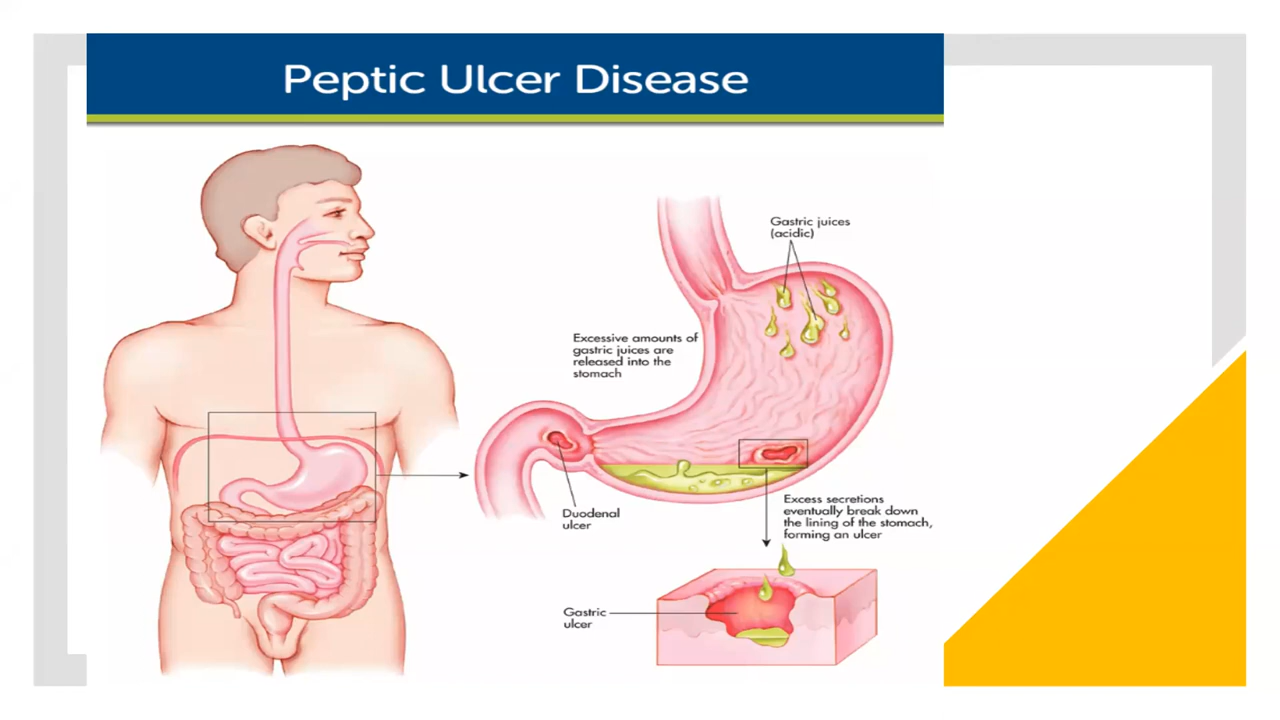 Peptic Ulcer Disease
Gastric juices
(acidic)
Excessive amounts of
gastric juices are
released into the
stomach
Duodenal
ulcer
Excess secretions
eventually break down
the lining of the stomach,
forming an ulcer
Gastric
ulcer